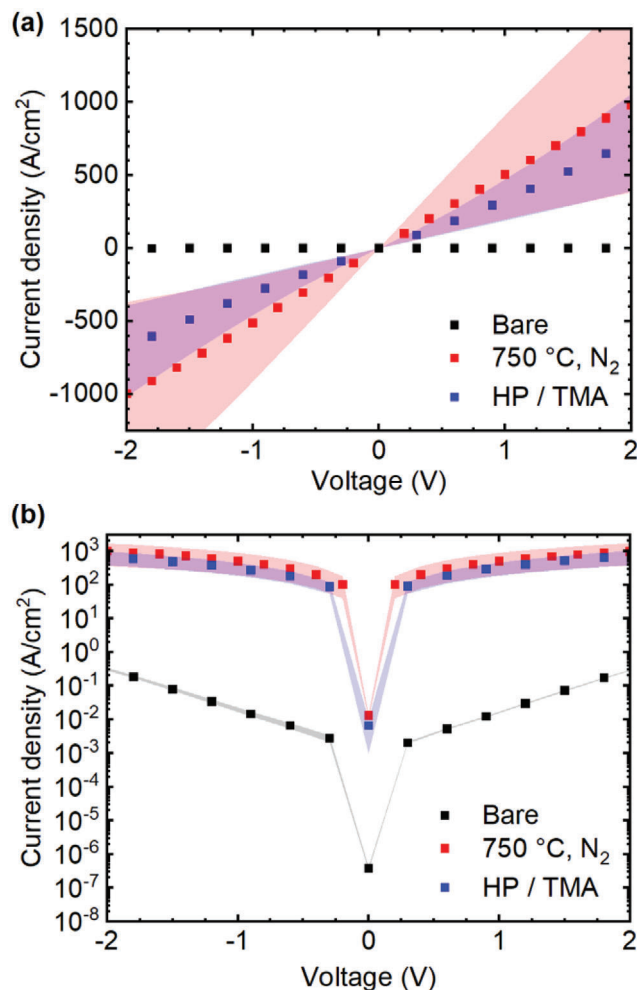 (a)
1500
1000
500
0
-500
-1000
Current density (A/cm²)
Bare
750 °C, N₂
HP / TMA
-2 -1 0 1 2
Voltage (V)
(b)
10³
10²
10¹
10⁰
10⁻¹
10⁻²
10⁻³
10⁻⁴
10⁻⁵
10⁻⁶
10⁻⁷
10⁻⁸
Current density (A/cm²)
Bare
750 °C, N₂
HP / TMA
-2 -1 0 1 2
Voltage (V)